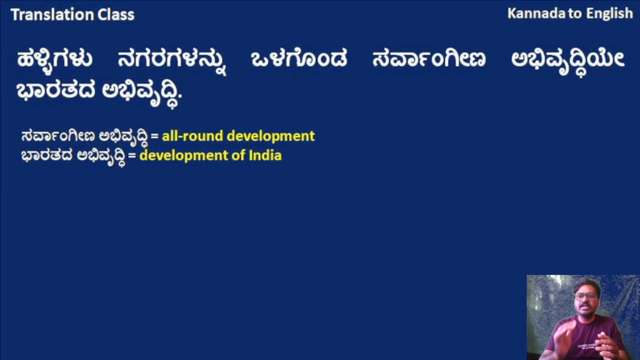 Translation Class
Kannada to English
ಹಳ್ಳಿಗಳು ನಗರಗಳನ್ನು ಒಳಗೊಂಡ ಸರ್ವಾಂಗೀಣ ಅಭಿವೃದ್ಧಿಯೇ
ಭಾರತದ ಅಭಿವೃದ್ಧಿ.
ಸರ್ವಾಂಗೀಣ ಅಭಿವೃದ್ಧಿ = all-round development
ಭಾರತದ ಅಭಿವೃದ್ಧಿ = development of India